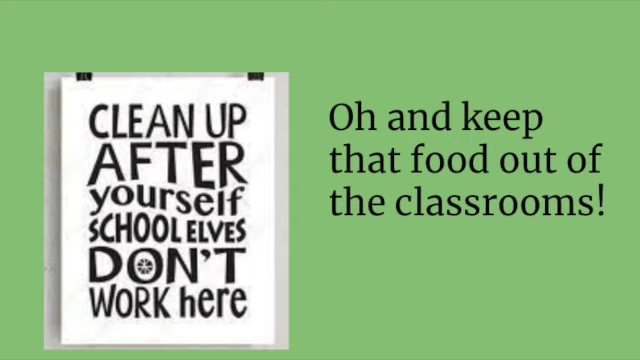 CLEAN UP
AFTER
yourself
SCHOOL ELVES
DON'T
WORK here
Oh and keep
that food out of
the classrooms!